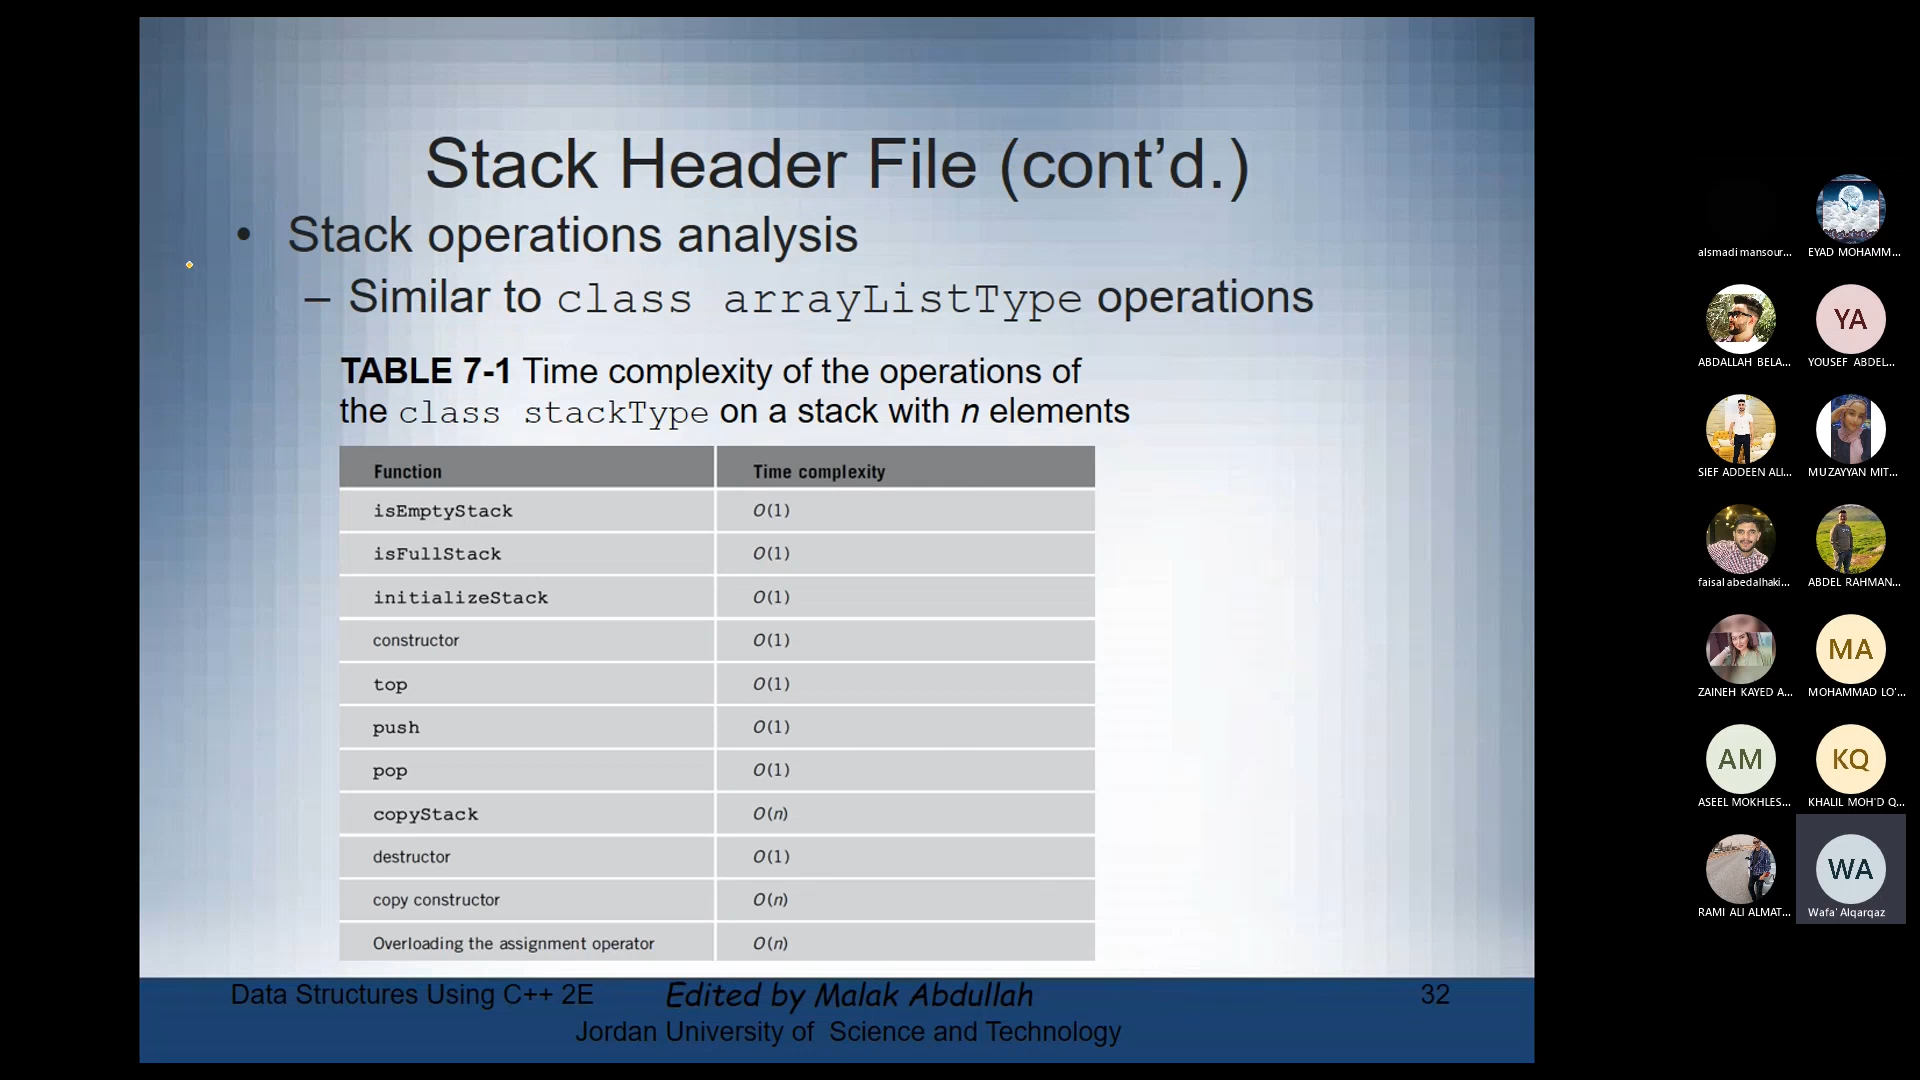 Stack Header File (cont’d.)
• Stack operations analysis
– Similar to class arrayListType operations
TABLE 7-1 Time complexity of the operations of
the class stackType on a stack with n elements
Function Time complexity
isEmptyStack O(1)
isFullStack O(1)
initializeStack O(1)
constructor O(1)
top O(1)
push O(1)
pop O(1)
copyStack O(n)
destructor O(1)
copy constructor O(n)
Overloading the assignment operator O(n)
Data Structures Using C++ 2E Edited by Malak Abdullah 32
Jordan University of Science and Technology
alsmadi mansour... EYAD MOHAMM...
YA
ABDALLAH BELA... YOUSEF ABDEL...
SIEF ADDEEN ALI... MUZAYYAN MIT...
faisal abedalhaki... ABDEL RAHMAN...
MA
ZAINEH KAYED A... MOHAMMAD LO'...
AM KQ
ASEEL MOKHLES... KHALIL MOH'D Q...
WA
RAMI ALI ALMAT... Wafa' Alqarqaz